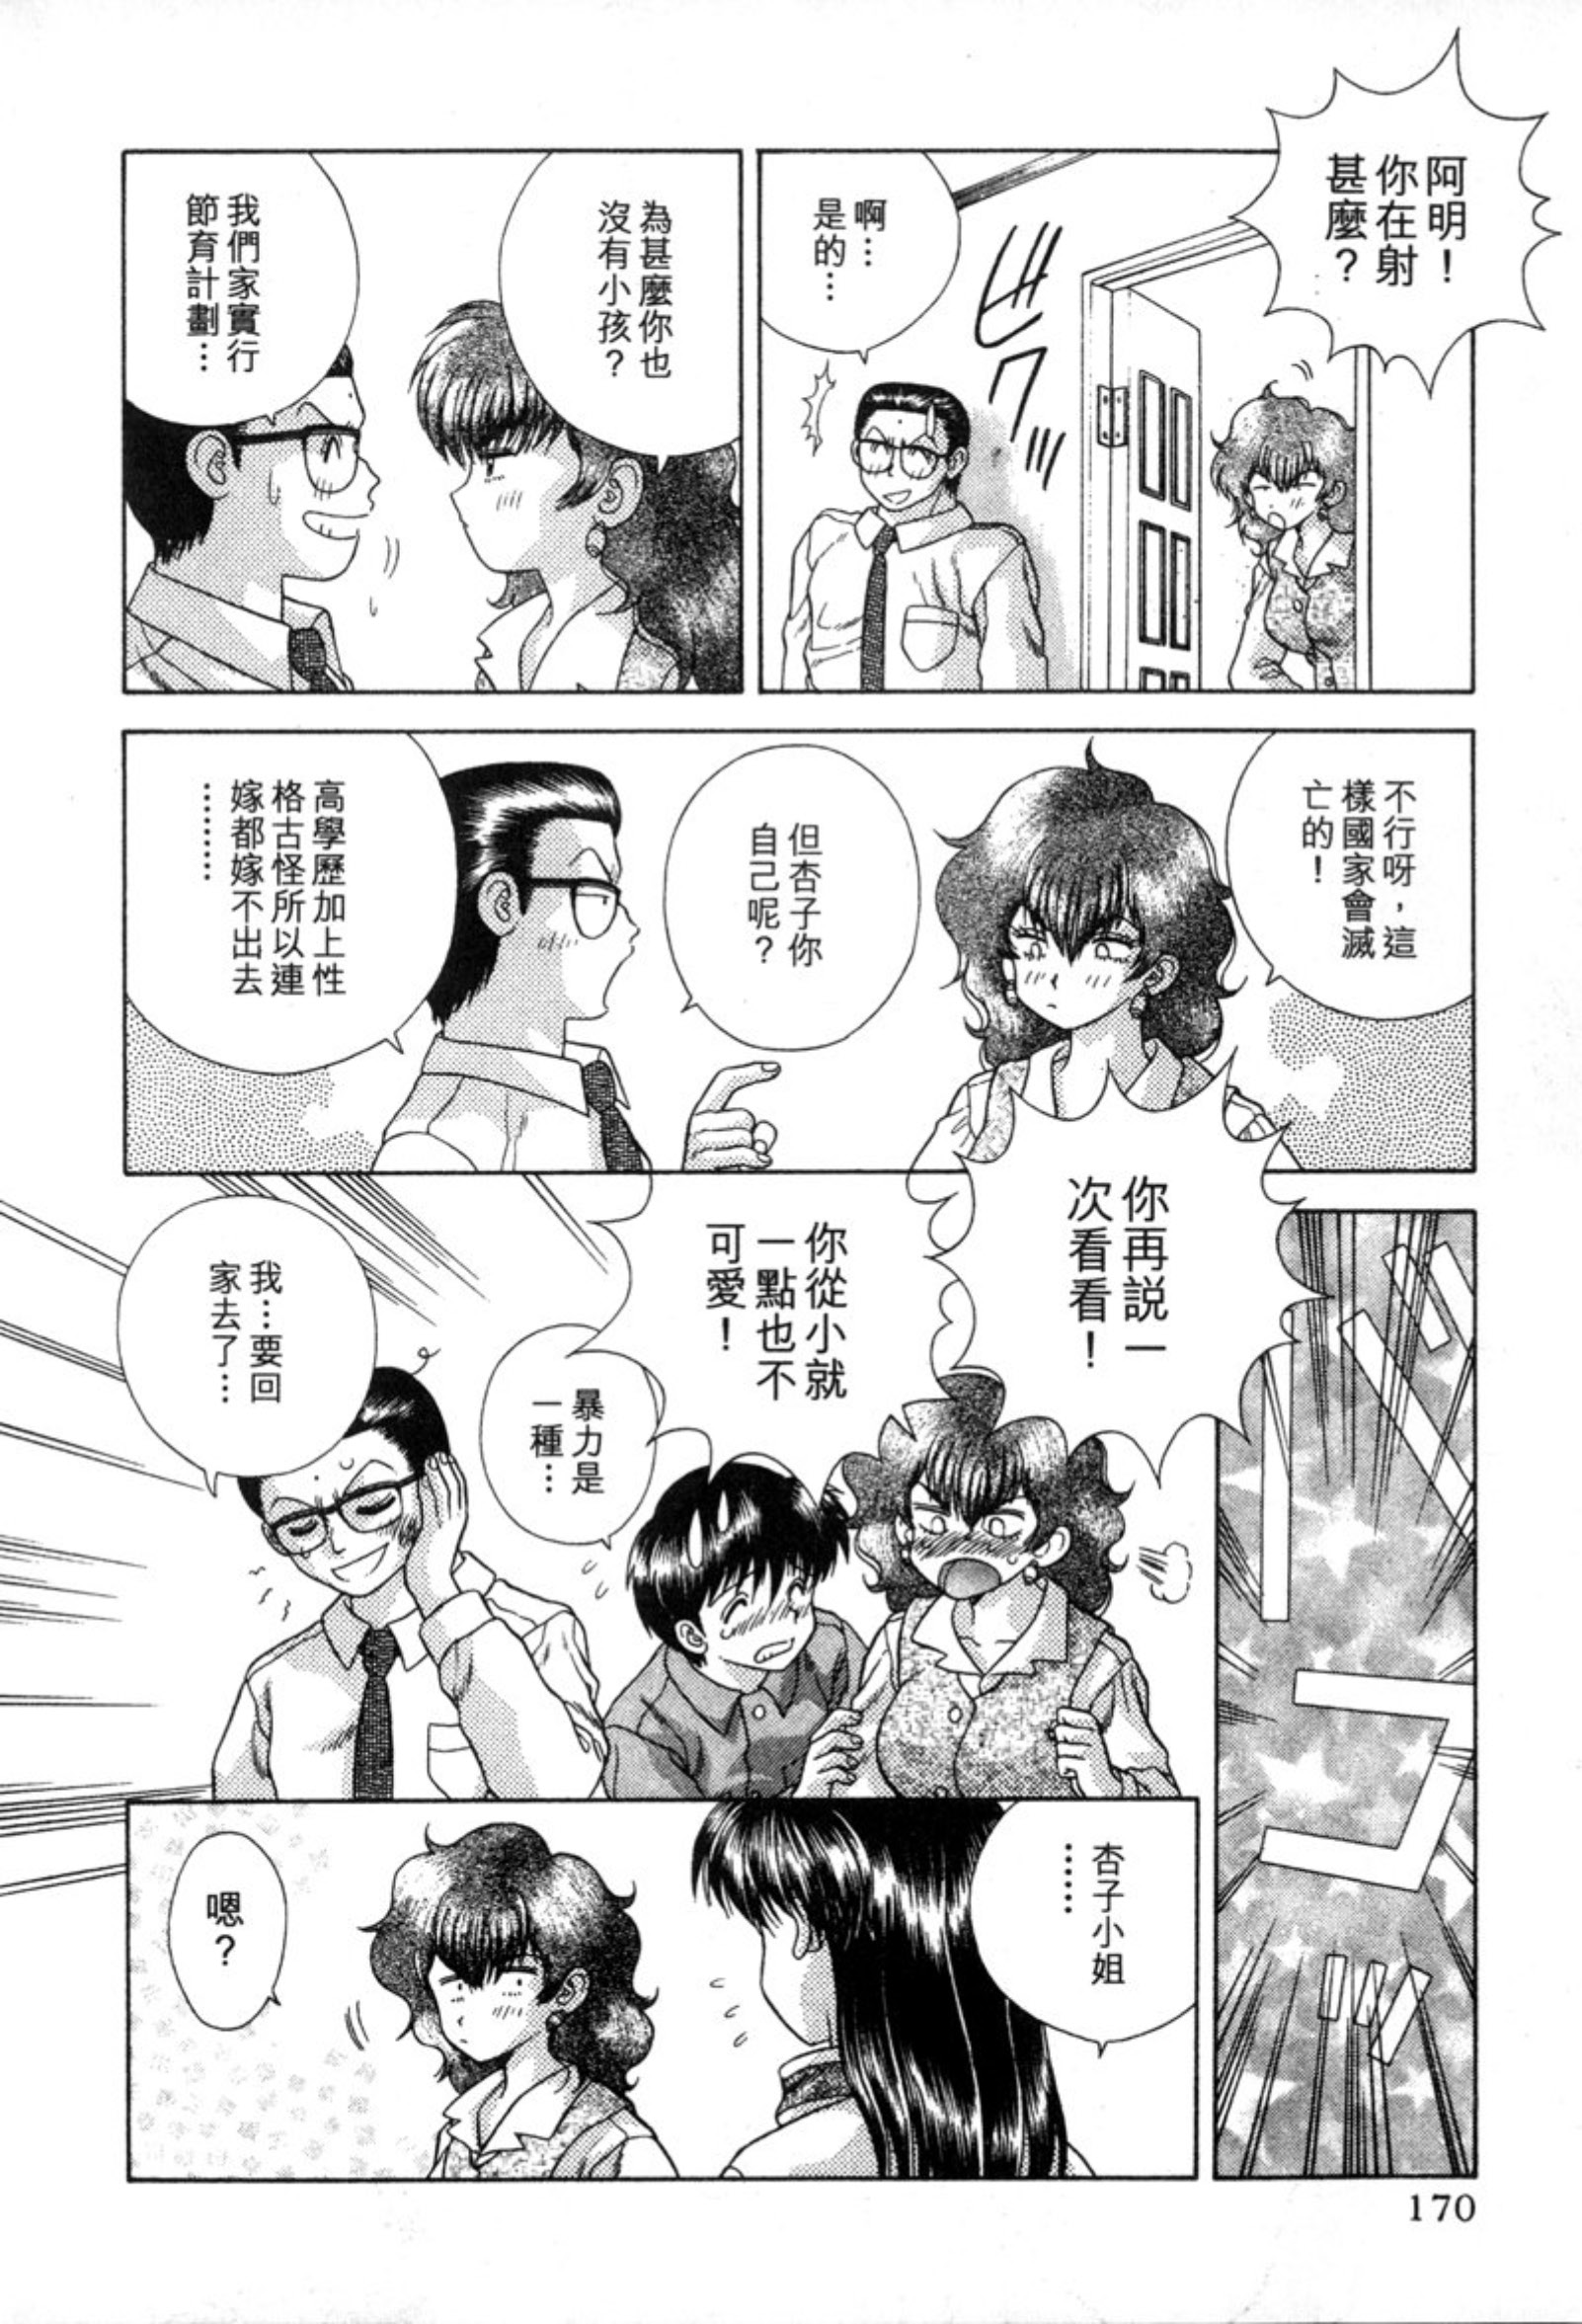 阿明！
你在射
甚麼？
ビ
ク
啊…
是的…
為甚麼你也
沒有小孩？
我們家實行
節育計劃…
不行呀，這
樣國家會滅
亡的！
但杏子你
自己呢？
高學歷加上性
格古怪所以連
嫁都嫁不出去
………
你再説一
次看看！
你從小就
一點也不
可愛！
暴力是
一種…
我…要回
家去了…
杏子小姐
……
嗯？
170